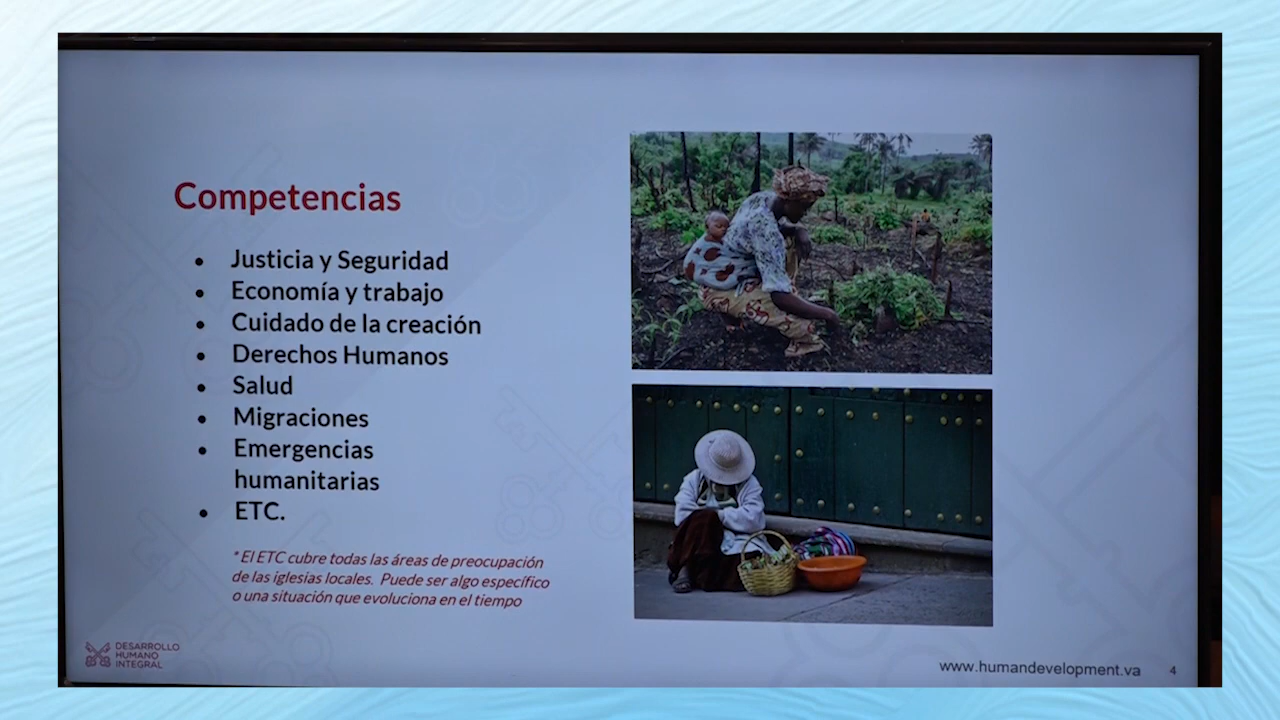 Competencias
• Justicia y Seguridad
• Economía y trabajo
• Cuidado de la creación
• Derechos Humanos
• Salud
• Migraciones
• Emergencias
humanitarias
• ETC.
* El ETC cubre todas las áreas de preocupación
de las iglesias locales. Puede ser algo específico
o una situación que evoluciona en el tiempo
DESARROLLO
HUMANO
INTEGRAL
www.humandevelopment.va 4